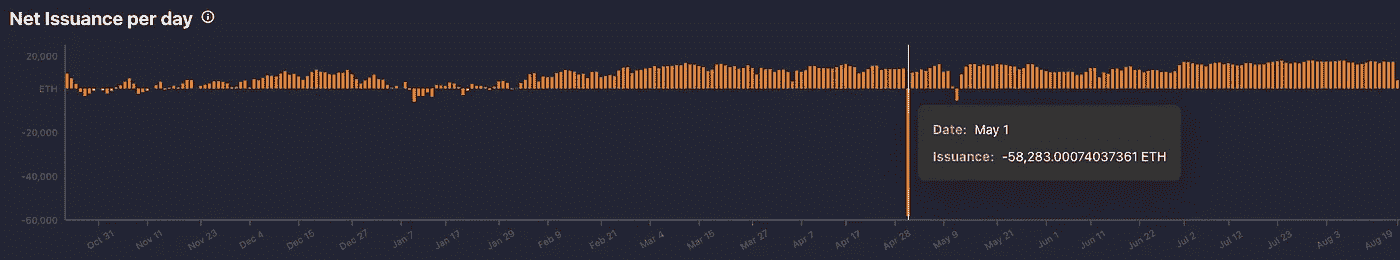 Net Issuance per day
20,000
ETH
-20,000
-40,000
-60,000
Date: May 1
Issuance: -58,283.00074037361 ETH
Oct 31 Nov 11 Nov 23 Dec 4 Dec 15 Dec 27 Jan 7 Jan 17 Jan 29 Feb 9 Feb 21 Mar 4 Mar 15 Mar 27 Apr 7 Apr 17 Apr 28 May 9 May 21 Jun 1 Jun 11 Jun 22 Jul 2 Jul 12 Jul 23 Aug 3 Aug 19